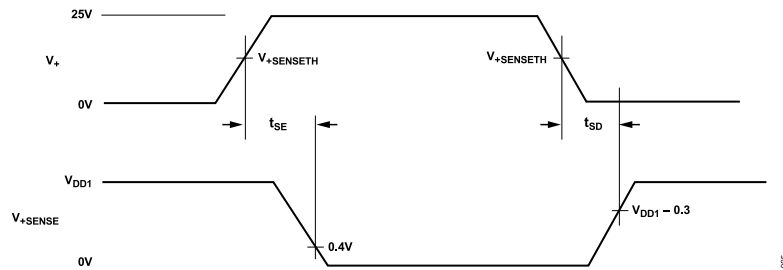 25V
V+
V+SENSETH
V+SENSETH
0V
tSE
tSD
VDD1
V+SENSE
VDD1 – 0.3
0.4V
0V